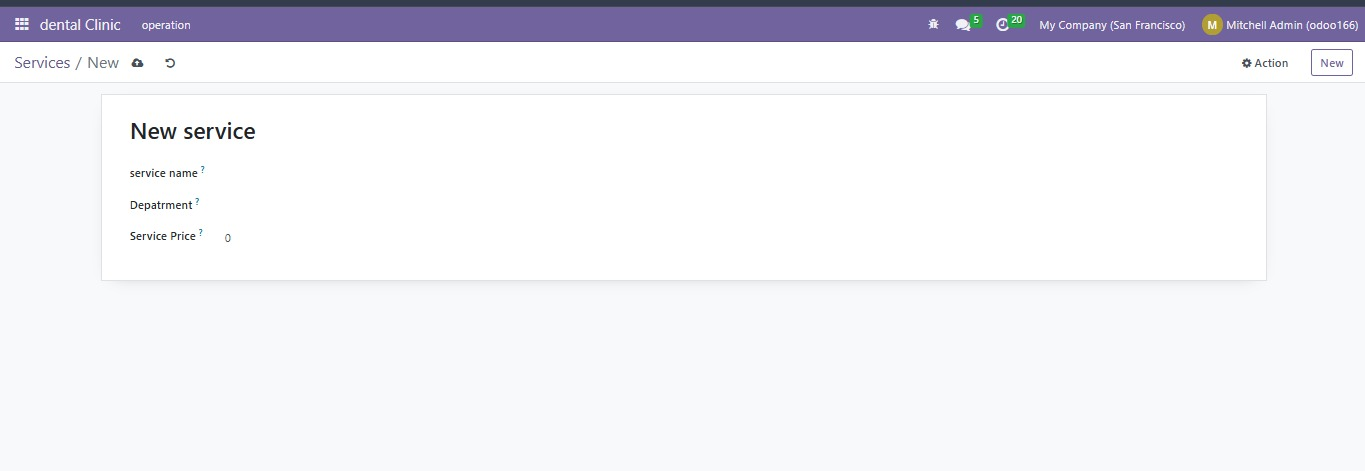 dental Clinic operation 5 20 My Company (San Francisco) M Mitchell Admin (odoo166)
Services / New Action New
New service
service name ?
Depatrment ?
Service Price ? 0